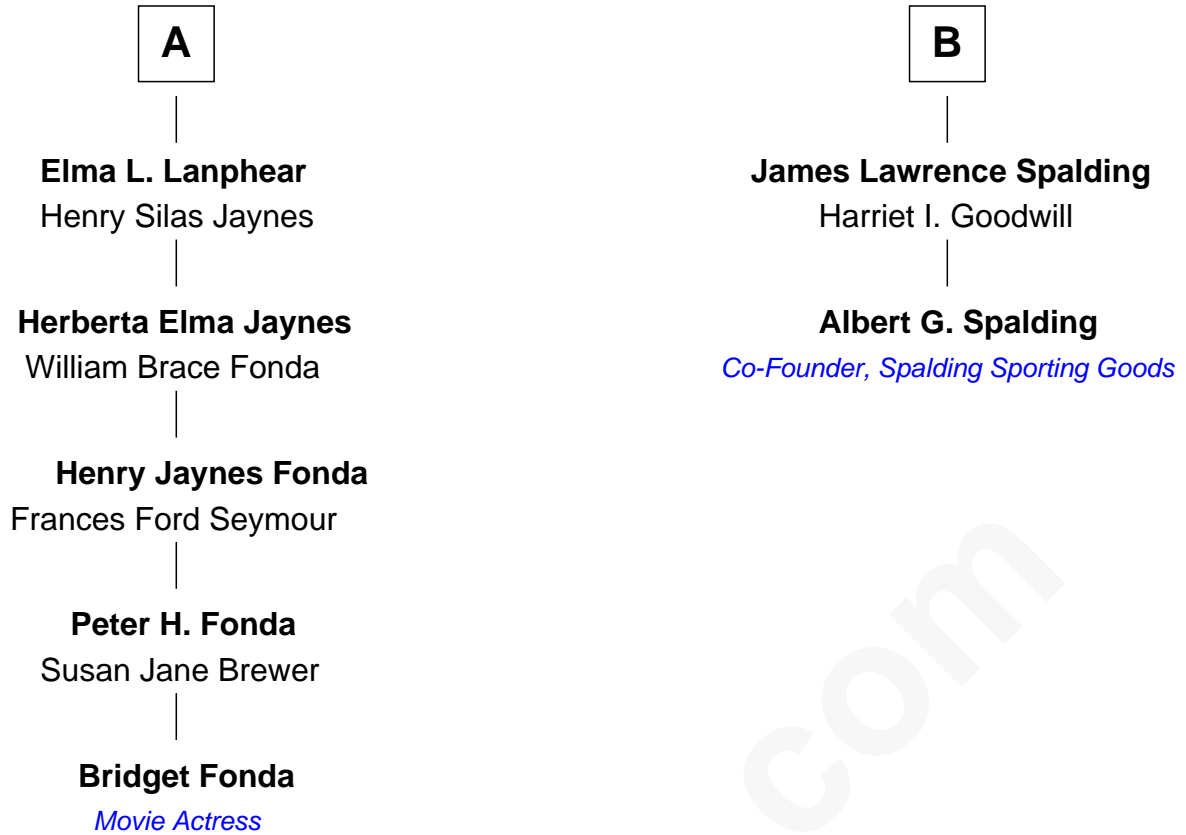 A
Elma L. Lanphear
Henry Silas Jaynes
Herberta Elma Jaynes
William Brace Fonda
Henry Jaynes Fonda
Frances Ford Seymour
Peter H. Fonda
Susan Jane Brewer
Bridget Fonda
Movie Actress
B
James Lawrence Spalding
Harriet I. Goodwill
Albert G. Spalding
Co-Founder, Spalding Sporting Goods
com